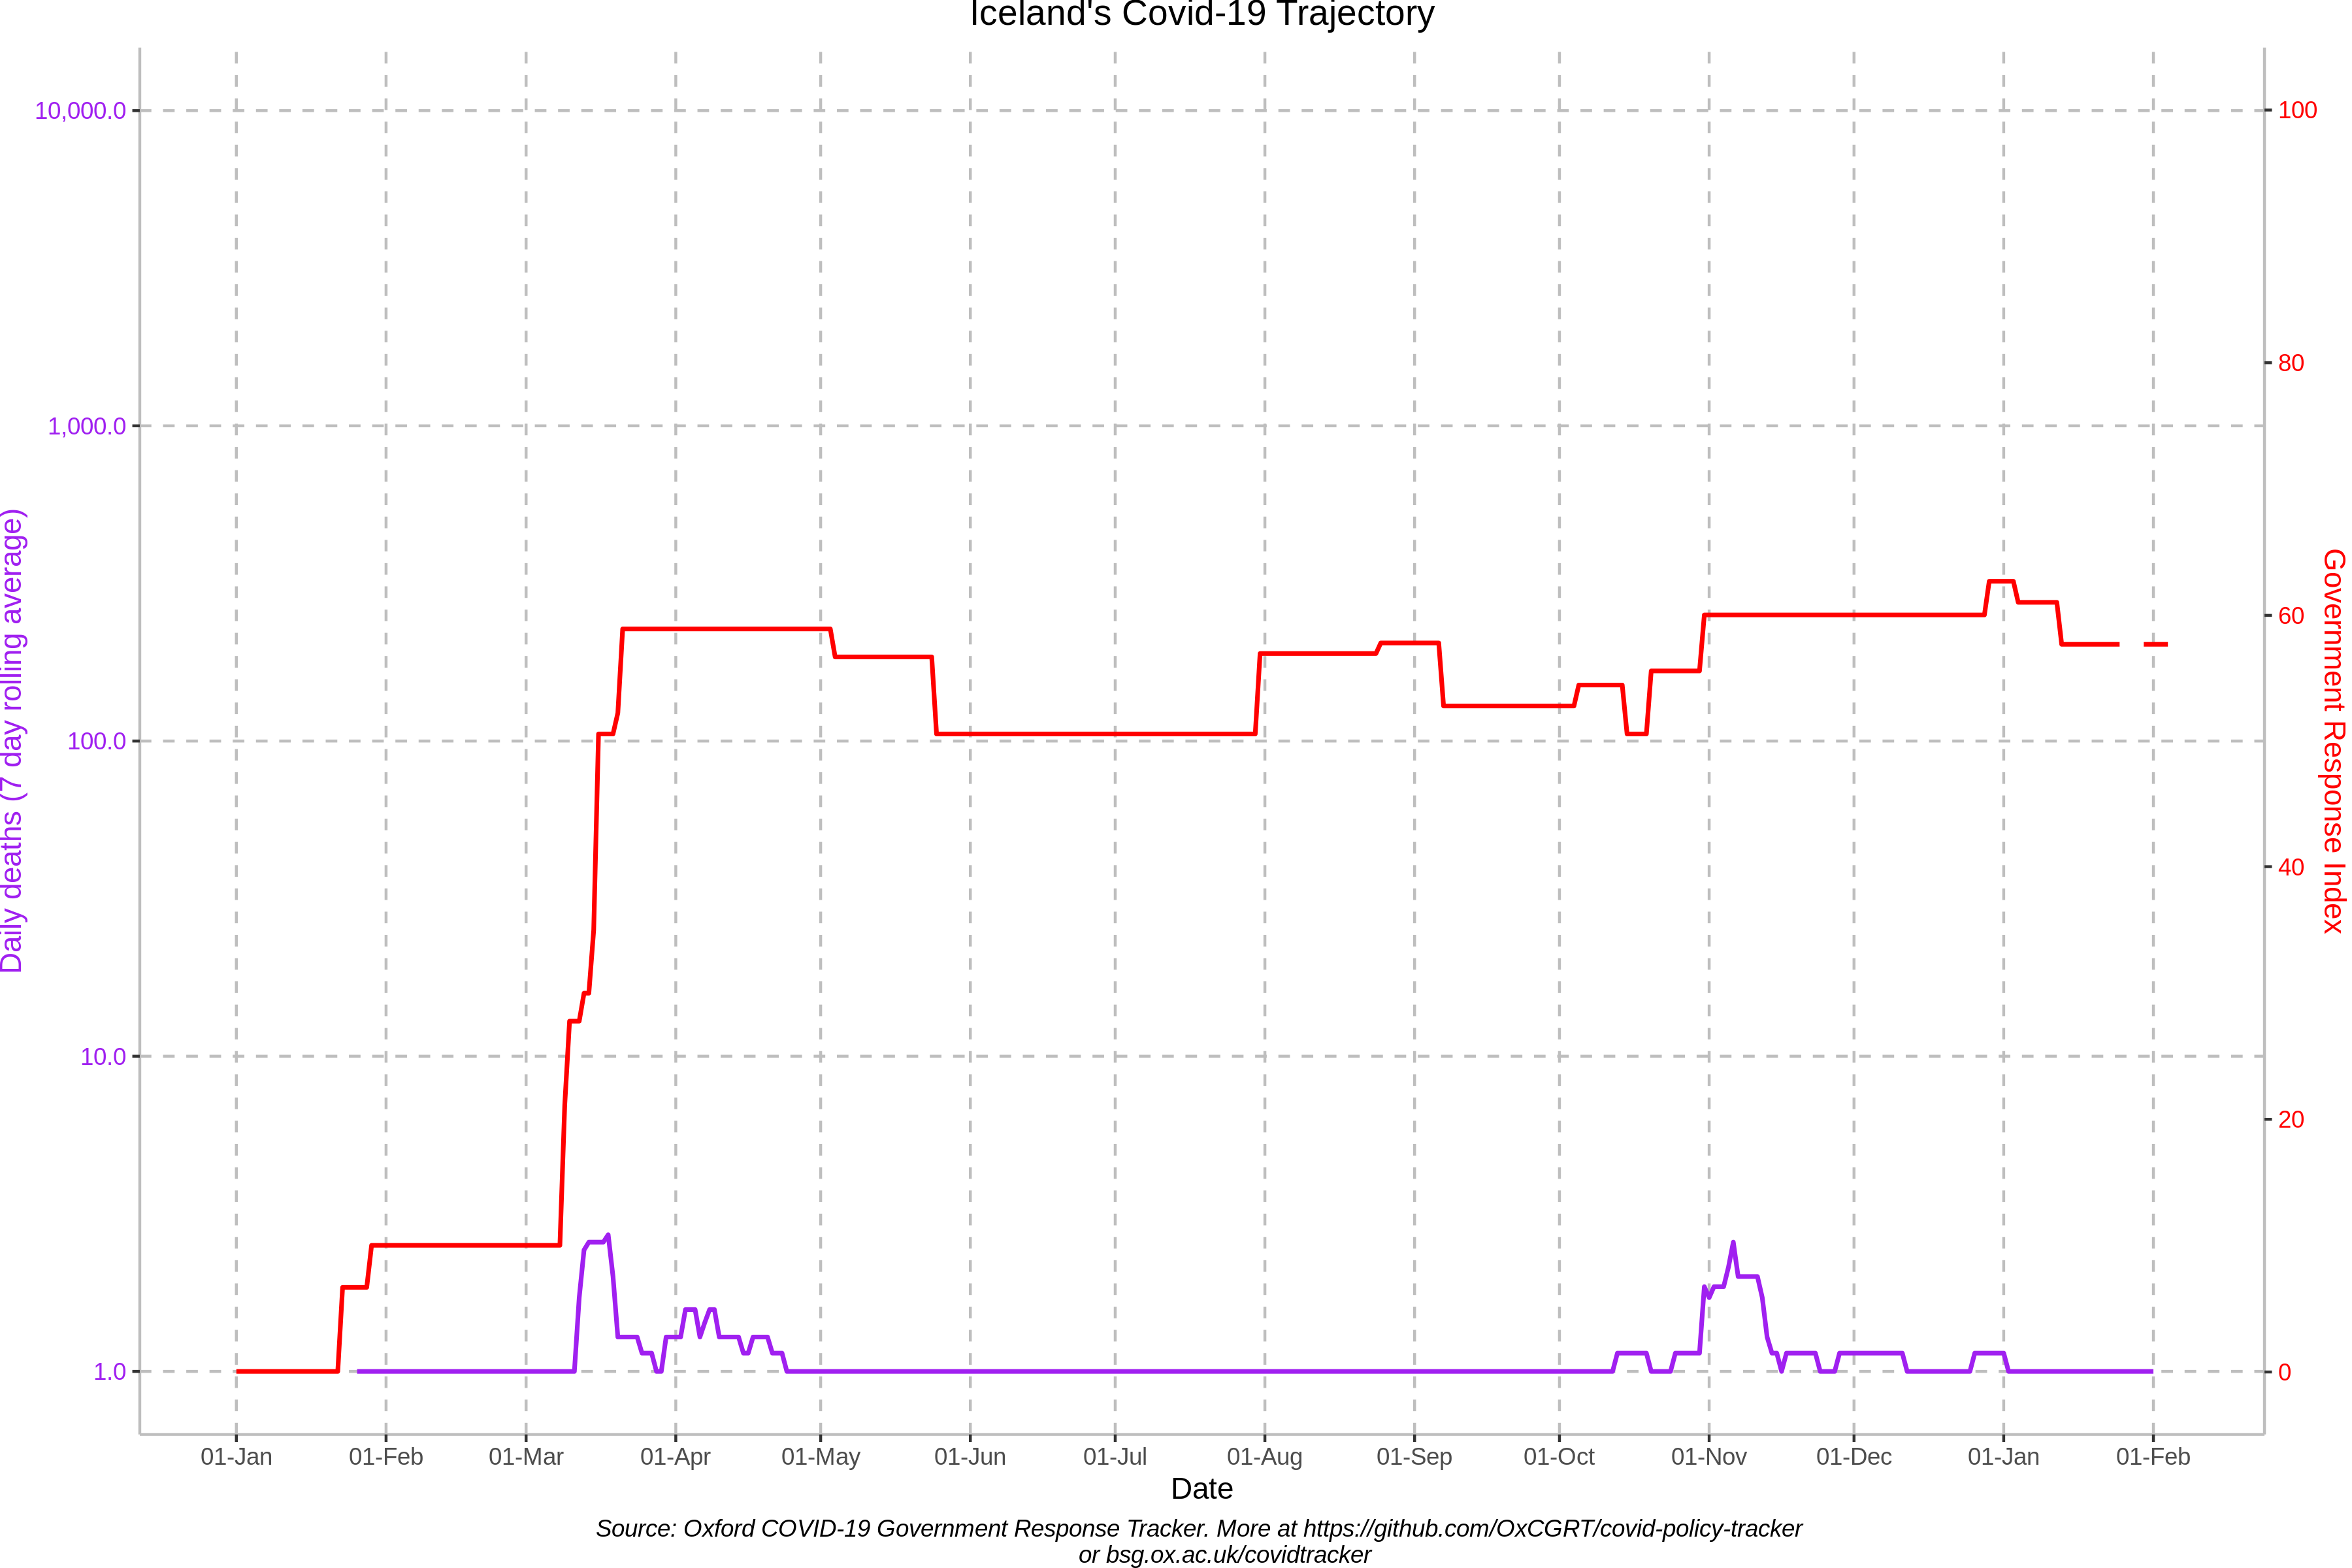 Iceland's Covid-19 Trajectory
10,000.0
1,000.0
100.0
10.0
1.0
Daily deaths (7 day rolling average)
100
80
60
40
20
0
Government Response Index
01-Jan
01-Feb
01-Mar
01-Apr
01-May
01-Jun
01-Jul
01-Aug
01-Sep
01-Oct
01-Nov
01-Dec
01-Jan
01-Feb
Date
Source: Oxford COVID-19 Government Response Tracker. More at https://github.com/OxCGRT/covid-policy-tracker
or bsg.ox.ac.uk/covidtracker